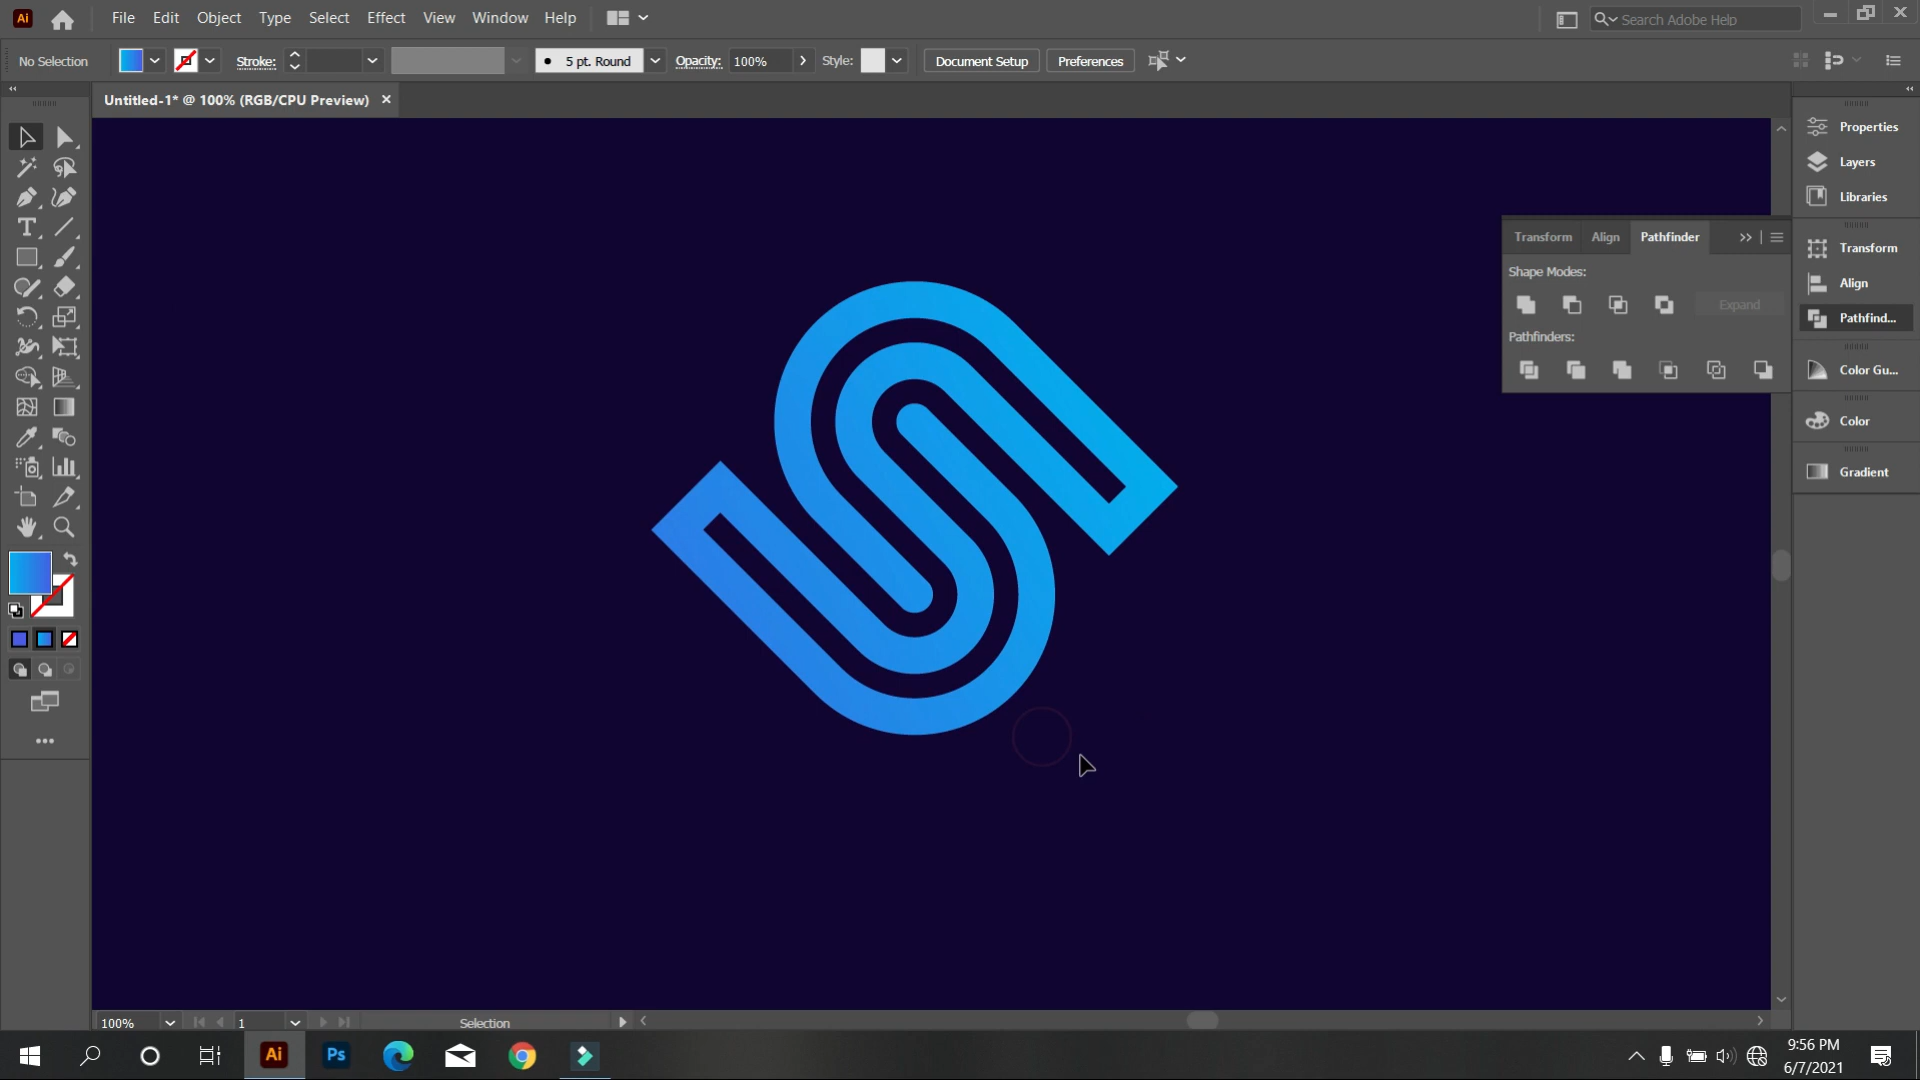 Ai File Edit Object Type Select Effect View Window Help Search Adobe Help
No Selection Stroke: 5 pt. Round Opacity: 100% Style: Document Setup Preferences
Untitled-1* @ 100% (RGB/CPU Preview)
Properties
Layers
Libraries
Transform Align Pathfinder
Shape Modes:
Expand
Pathfinders:
Transform
Align
Pathfind...
Color Gu...
Color
Gradient
100% 1 Selection
Ai Ps
9:56 PM
6/7/2021